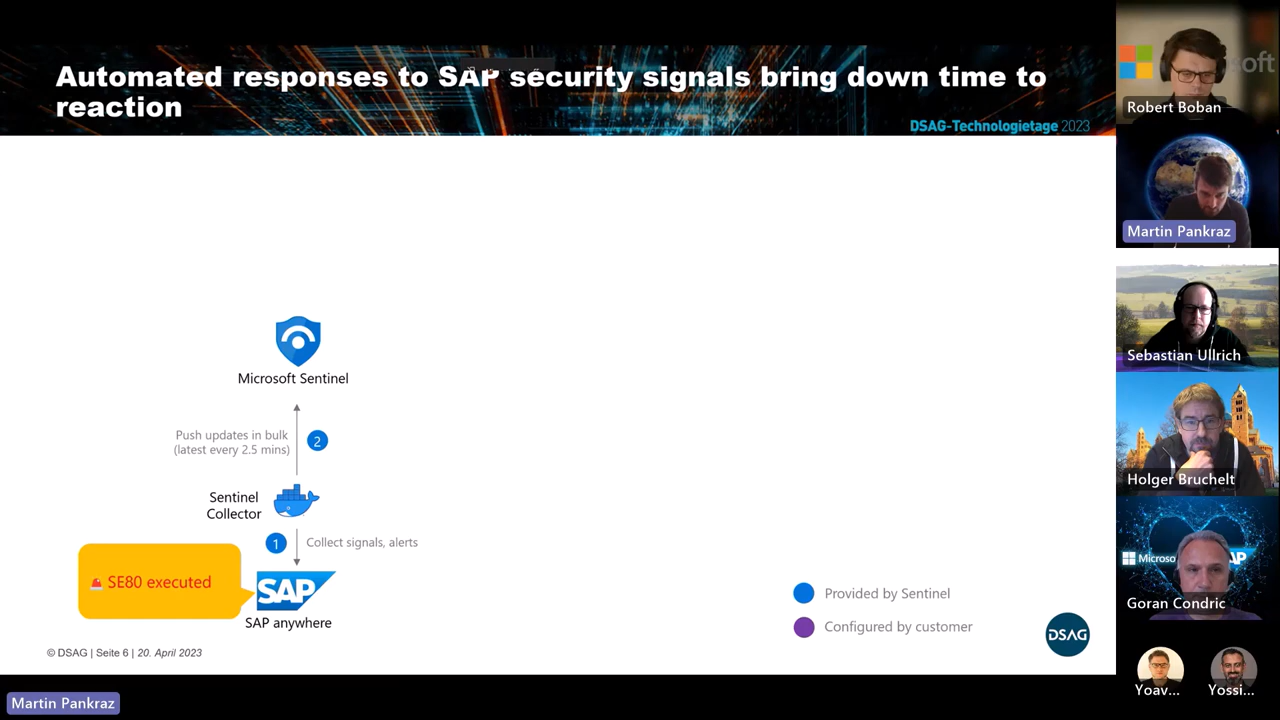 Automated responses to SAP security signals bring down time to
reaction
DSAG-Technologietage 2023
Microsoft Sentinel
Push updates in bulk
(latest every 2.5 mins)
2
Sentinel
Collector
1
Collect signals, alerts
SE80 executed
SAP
SAP anywhere
Provided by Sentinel
Configured by customer
DSAG
© DSAG | Seite 6 | 20. April 2023
Martin Pankraz
Robert Boban
Martin Pankraz
Sebastian Ullrich
Holger Bruchelt
Goran Condric
Yoav...
Yossi...